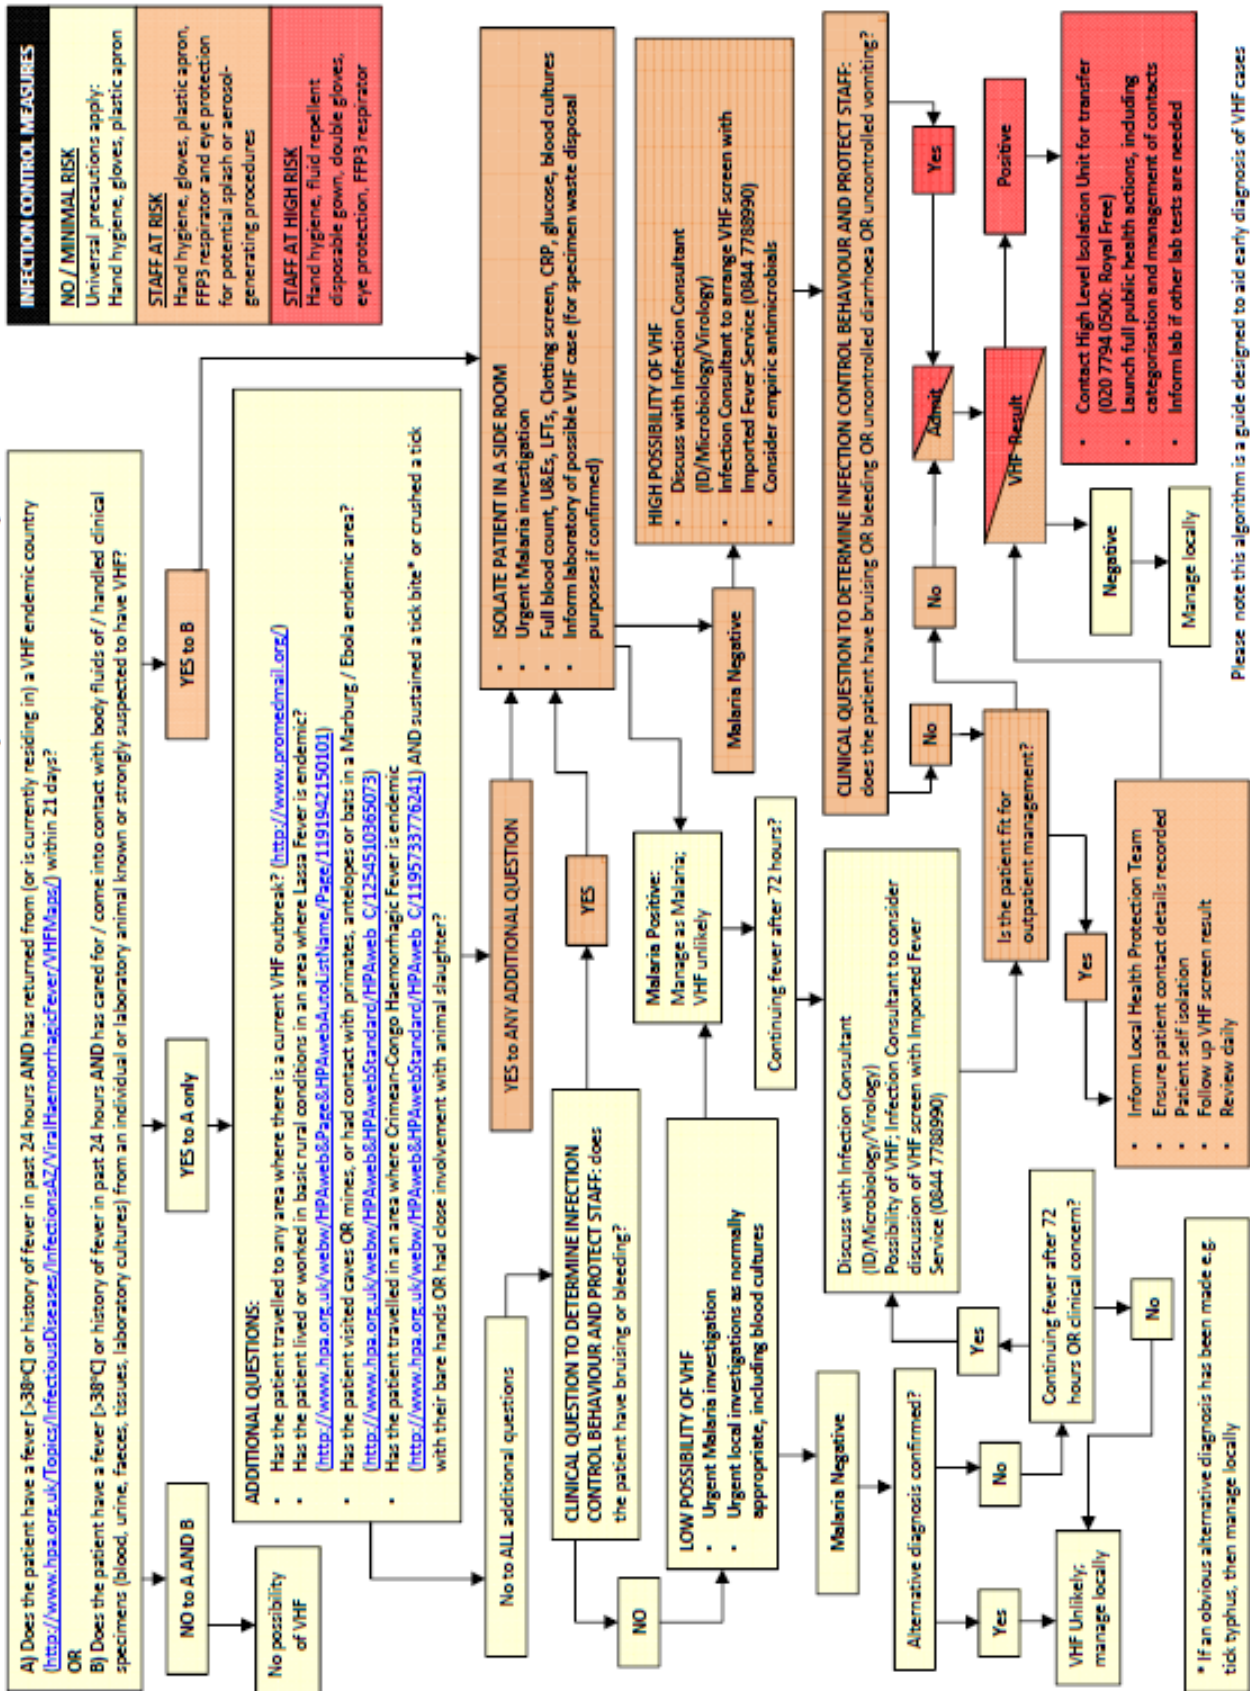 A) Does the patient have a fever [>38°C] or history of fever in past 24 hours AND has returned from (or is currently residing in) a VHF endemic country
(http://www.hpa.org.uk/Topics/InfectiousDiseases/InfectionsAZ/ViralHaemorrhagicFever/VHFMaps/) within 21 days?
OR
B) Does the patient have a fever [>38°C] or history of fever in past 24 hours AND has cared for / come into contact with body fluids of / handled clinical
specimens (blood, urine, faeces, tissues, laboratory cultures) from an individual or laboratory animal known or strongly suspected to have VHF?
INFECTION CONTROL MEASURES
NO / MINIMAL RISK
Universal precautions apply:
Hand hygiene, gloves, plastic apron
STAFF AT RISK
Hand hygiene, gloves, plastic apron,
FFP3 respirator and eye protection
for potential splash or aerosol-
generating procedures
STAFF AT HIGH RISK
Hand hygiene, fluid repellent
disposable gown, double gloves,
eye protection, FFP3 respirator
NO to A AND B
YES to A only
YES to B
No possibility
of VHF
ADDITIONAL QUESTIONS:
• Has the patient travelled to any area where there is a current VHF outbreak? (http://www.promedmail.org/)
• Has the patient lived or worked in basic rural conditions in an area where Lassa Fever is endemic?
(http://www.hpa.org.uk/webw/HPAweb&Page&HPAwebAutoListName/Page/1191942150101)
• Has the patient visited caves OR mines, or had contact with primates, antelopes or bats in a Marburg / Ebola endemic area?
(http://www.hpa.org.uk/webw/HPAweb&HPAwebStandard/HPAweb_C/1254510365073)
• Has the patient travelled in an area where Crimean-Congo Haemorrhagic Fever is endemic
(http://www.hpa.org.uk/webw/HPAweb&HPAwebStandard/HPAweb_C/1195733776241) AND sustained a tick bite* or crushed a tick
with their bare hands OR had close involvement with animal slaughter?
No to ALL additional questions
YES to ANY ADDITIONAL QUESTION
• ISOLATE PATIENT IN A SIDE ROOM
• Urgent Malaria investigation
• Full blood count, U&Es, LFTs, Clotting screen, CRP, glucose, blood cultures
• Inform laboratory of possible VHF case (for specimen waste disposal
purposes if confirmed)
CLINICAL QUESTION TO DETERMINE INFECTION
CONTROL BEHAVIOUR AND PROTECT STAFF: does
the patient have bruising or bleeding?
YES
NO
LOW POSSIBILITY OF VHF
• Urgent Malaria investigation
• Urgent local investigations as normally
appropriate, including blood cultures
Malaria Positive:
Manage as Malaria;
VHF unlikely
Malaria Negative
HIGH POSSIBILITY OF VHF
• Discuss with Infection Consultant
(ID/Microbiology/Virology)
• Infection Consultant to arrange VHF screen with
Imported Fever Service (0844 7788990)
• Consider empiric antimicrobials
Continuing fever after 72 hours?
Malaria Negative
Discuss with Infection Consultant
(ID/Microbiology/Virology)
Possibility of VHF; Infection Consultant to consider
discussion of VHF screen with Imported Fever
Service (0844 7788990)
CLINICAL QUESTION TO DETERMINE INFECTION CONTROL BEHAVIOUR AND PROTECT STAFF:
does the patient have bruising OR bleeding OR uncontrolled diarrhoea OR uncontrolled vomiting?
Alternative diagnosis confirmed?
Yes
No
Yes
No
No
Yes
Admit
Is the patient fit for
outpatient management?
VHF Result
Positive
Continuing fever after 72
hours OR clinical concern?
Yes
No
VHF Unlikely;
manage locally
• Inform Local Health Protection Team
• Ensure patient contact details recorded
• Patient self isolation
• Follow up VHF screen result
• Review daily
Negative
Manage locally
• Contact High Level Isolation Unit for transfer
(020 7794 0500: Royal Free)
• Launch full public health actions, including
categorisation and management of contacts
• Inform lab if other lab tests are needed
* If an obvious alternative diagnosis has been made e.g.
tick typhus, then manage locally
Please note this algorithm is a guide designed to aid early diagnosis of VHF cases